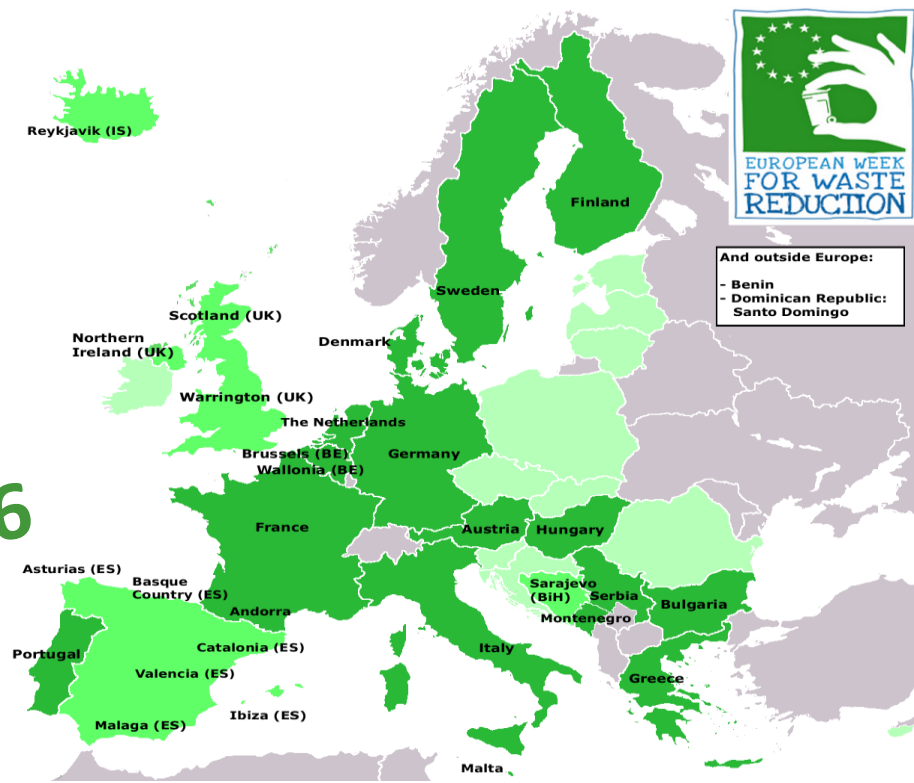 EUROPEAN WEEK
FOR WASTE
REDUCTION
Reykjavik (IS)
Finland
And outside Europe:
- Benin
- Dominican Republic:
Santo Domingo
Sweden
Scotland (UK)
Northern
Ireland (UK)
Denmark
Warrington (UK)
The Netherlands
Brussels (BE)
Wallonia (BE)
Germany
6
France
Austria
Hungary
Asturias (ES)
Basque
Country (ES)
Sarajevo
(BiH)
Serbia
Bulgaria
Andorra
Montenegro
Portugal
Catalonia (ES)
Italy
Valencia (ES)
Greece
Ibiza (ES)
Malaga (ES)
Malta